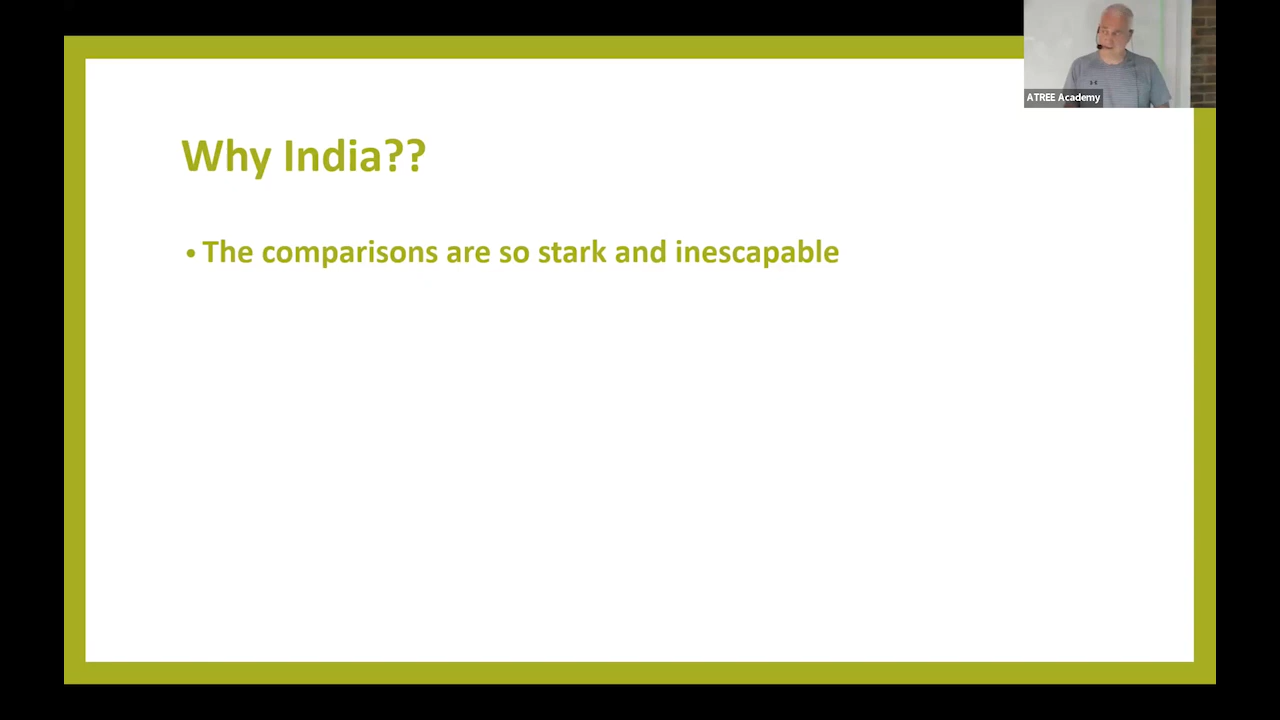 ATREE Academy
Why India??
• The comparisons are so stark and inescapable